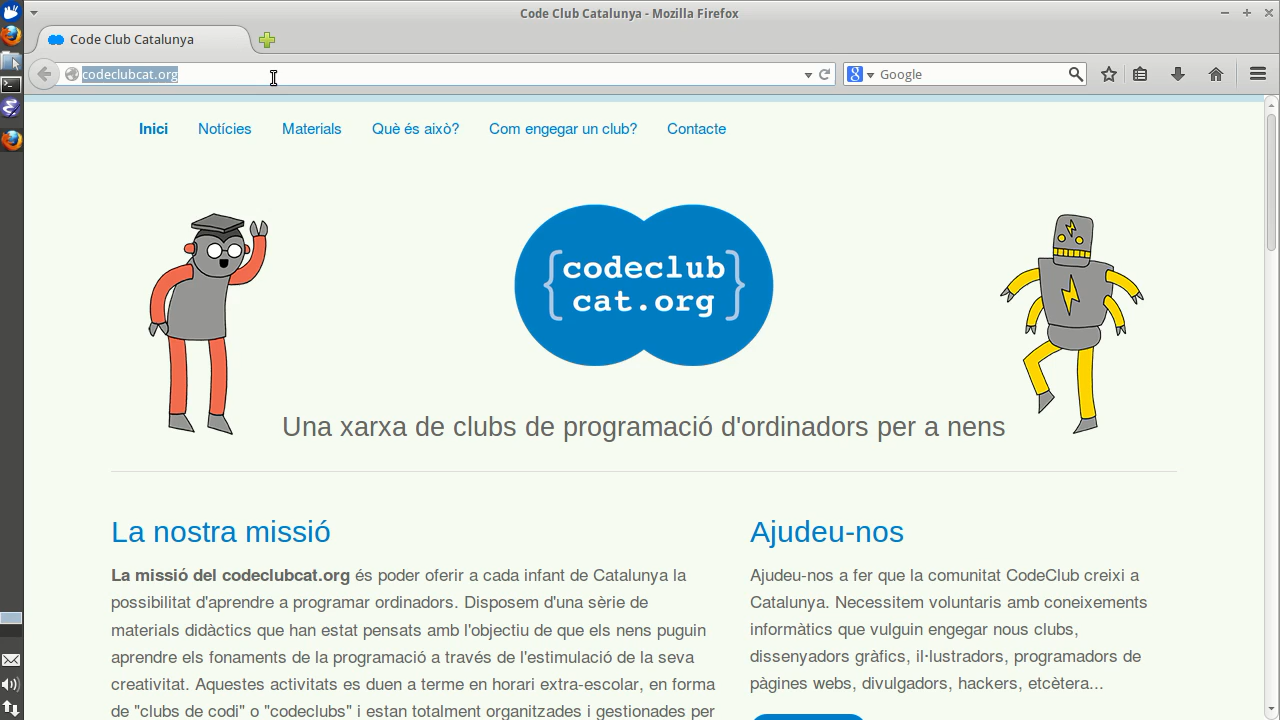 Code Club Catalunya - Mozilla Firefox
Code Club Catalunya
codeclubcat.org
Google
Inici Notícies Materials Què és això? Com engegar un club? Contacte
{codeclub
cat.org}
Una xarxa de clubs de programació d'ordinadors per a nens
La nostra missió
La missió del codeclubcat.org és poder oferir a cada infant de Catalunya la
possibilitat d'aprendre a programar ordinadors. Disposem d'una sèrie de
materials didàctics que han estat pensats amb l'objectiu de que els nens puguin
aprendre els fonaments de la programació a través de l'estimulació de la seva
creativitat. Aquestes activitats es duen a terme en horari extra-escolar, en forma
de "clubs de codi" o "codeclubs" i estan totalment organitzades i gestionades per
Ajudeu-nos
Ajudeu-nos a fer que la comunitat CodeClub creixi a
Catalunya. Necessitem voluntaris amb coneixements
informàtics que vulguin engegar nous clubs,
dissenyadors gràfics, il·lustradors, programadors de
pàgines webs, divulgadors, hackers, etcètera...